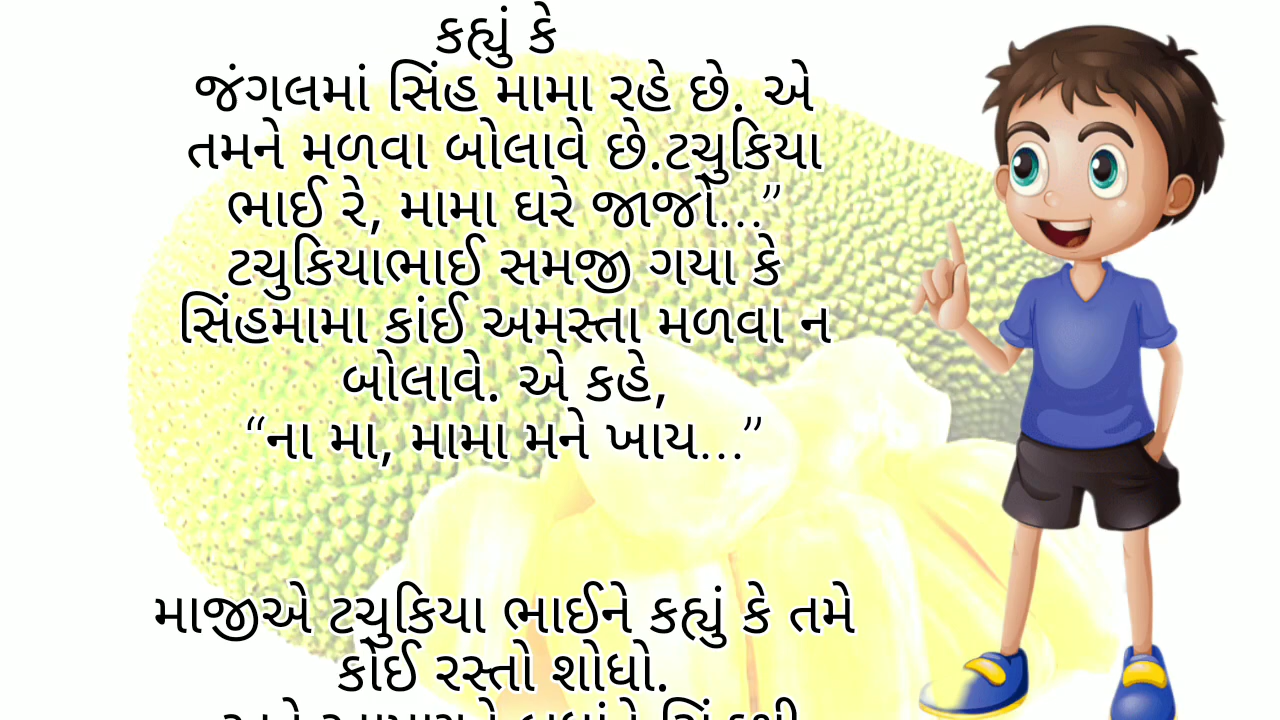 કહ્યું કે
જંગલમાં સિંહ મામા રહે છે. એ
તમને મળવા બોલાવે છે.ટચુકિયા
ભાઈ રે, મામા ઘરે જાજો...”
ટચુકિયાભાઈ સમજી ગયા કે
સિંહમામા કાંઈ અમસ્તા મળવા ન
બોલાવે. એ કહે,
“ના મા, મામા મને ખાય...”
માજીએ ટચુકિયા ભાઈને કહ્યું કે તમે
કોઈ રસ્તો શોધો.